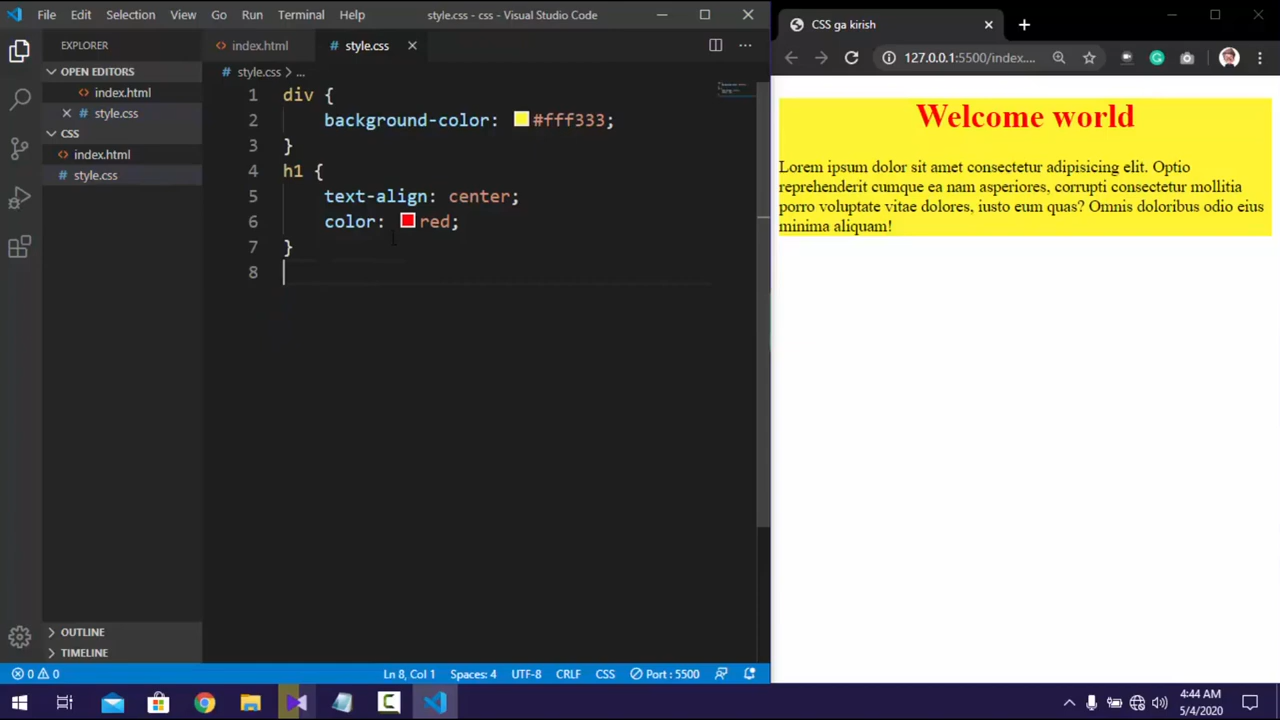 File Edit Selection View Go Run Terminal Help style.css - css - Visual Studio Code
EXPLORER
OPEN EDITORS
index.html
style.css
CSS
index.html
style.css
OUTLINE
TIMELINE
index.html style.css
style.css > ...
1 div {
2 background-color: #fff333;
3 }
4 h1 {
5 text-align: center;
6 color: red;
7 }
8
0 0 Ln 8, Col 1 Spaces: 4 UTF-8 CRLF CSS Port : 5500
CSS ga kirish
127.0.0.1:5500/index....
Welcome world
Lorem ipsum dolor sit amet consectetur adipisicing elit. Optio
reprehenderit cumque ea nam asperiores, corrupti consectetur mollitia
porro voluptate vitae dolores, iusto eum quas? Omnis doloribus odio eius
minima aliquam!
4:44 AM
5/4/2020